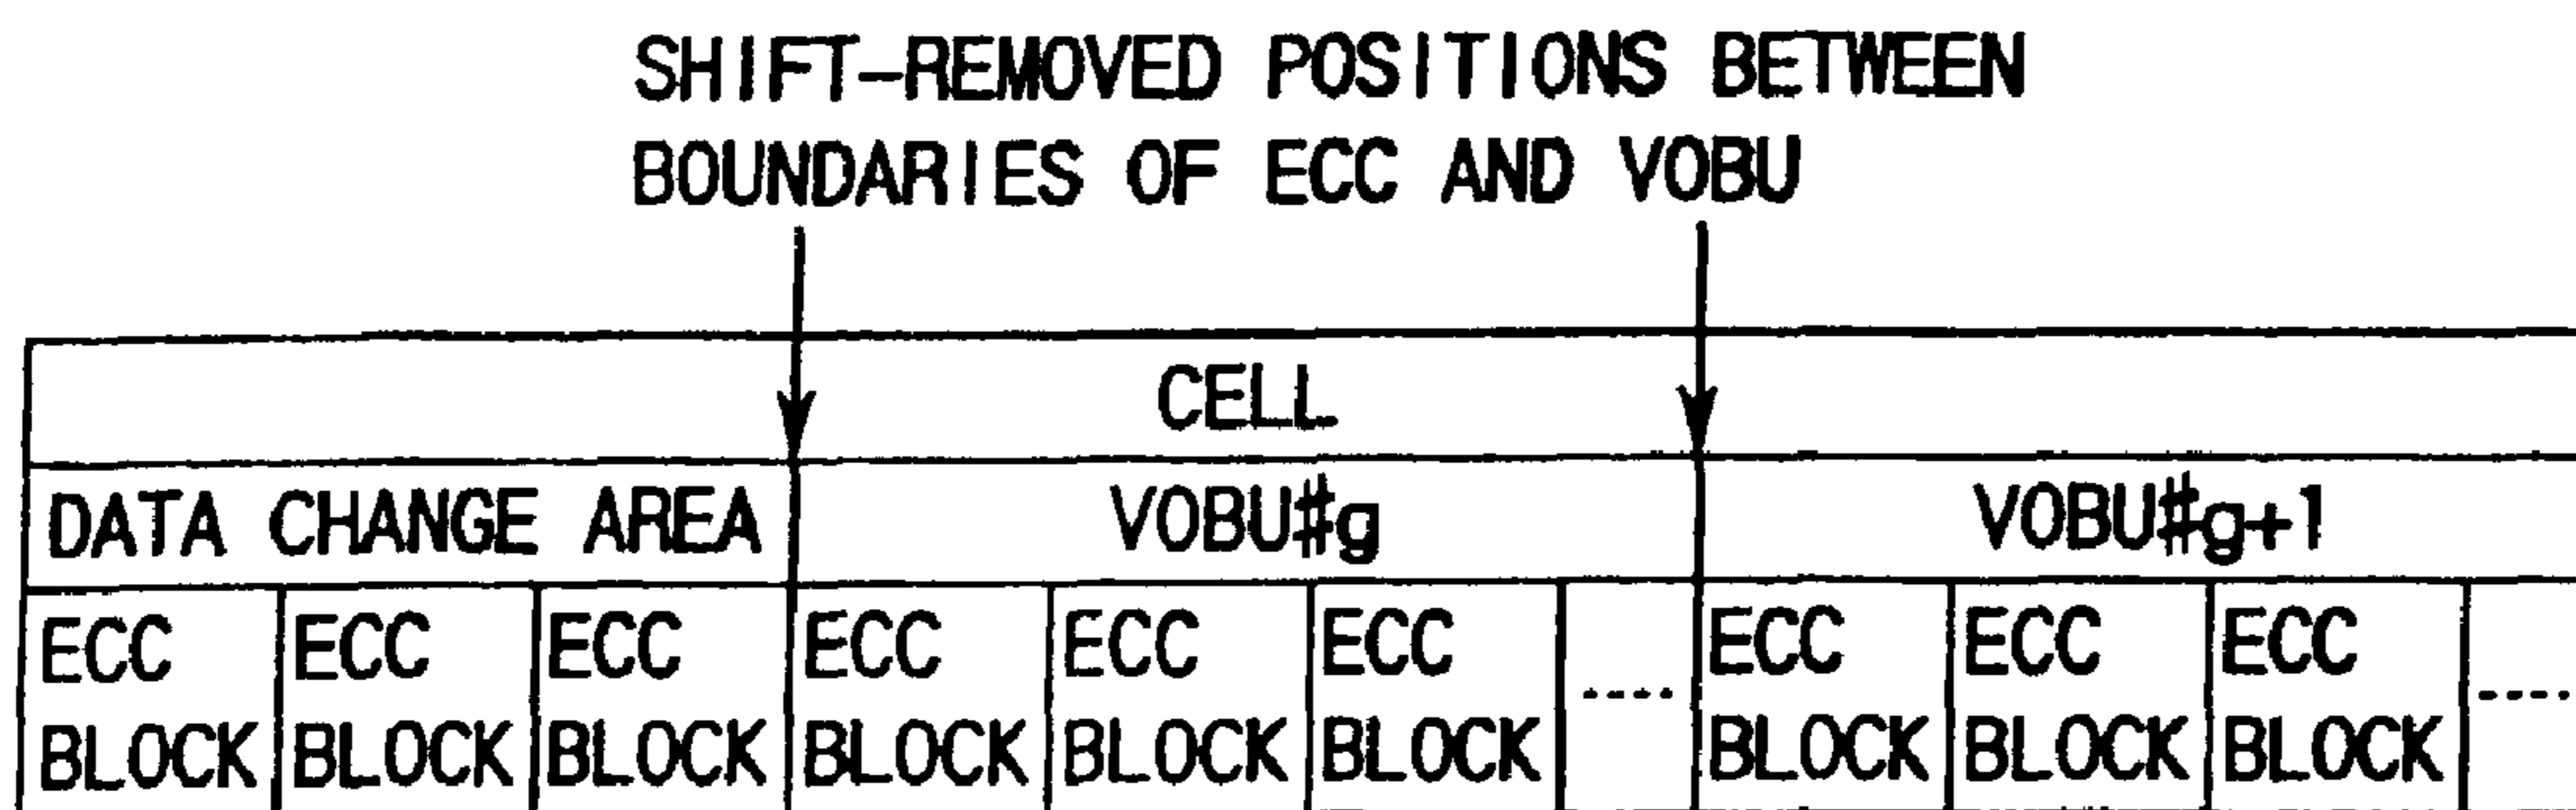 SHIFT-REMOVED POSITIONS BETWEEN
BOUNDARIES OF ECC AND VOBU
CELL
DATA CHANGE AREA VOBU#g VOBU#g+1
ECC ECC ECC ECC ECC ECC ---- ECC ECC ECC ----
BLOCK BLOCK BLOCK BLOCK BLOCK BLOCK BLOCK BLOCK BLOCK